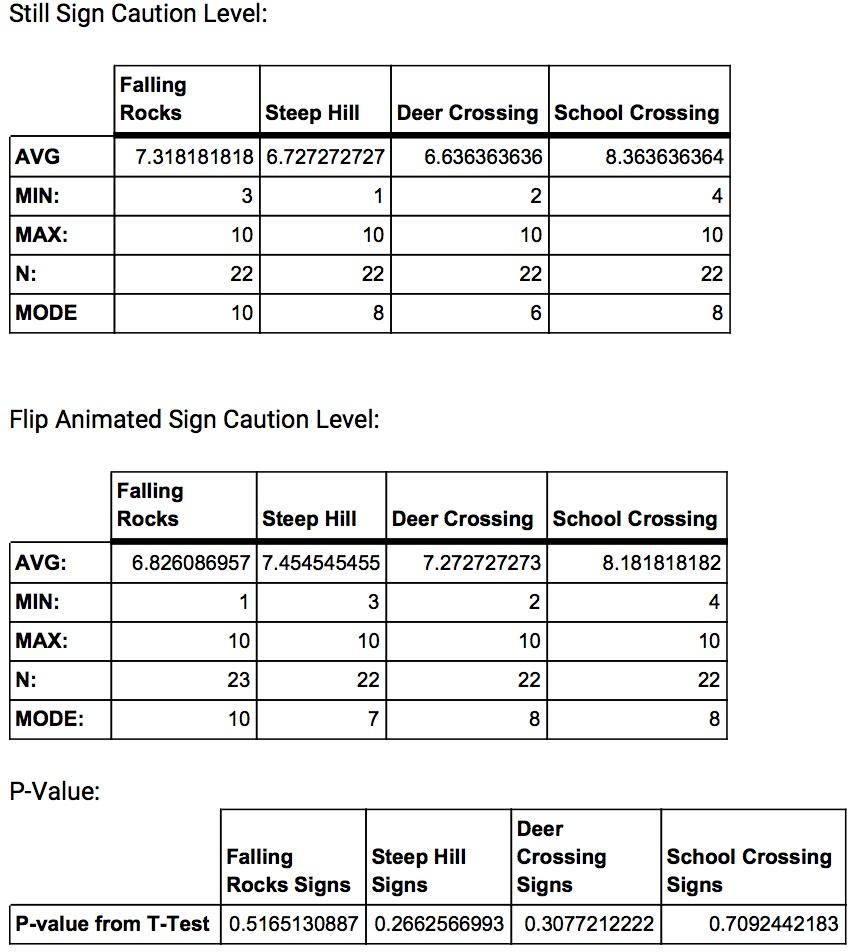 Still Sign Caution Level:
Falling
Rocks Steep Hill Deer Crossing School Crossing
AVG 7.318181818 6.727272727 6.636363636 8.363636364
MIN: 3 1 2 4
MAX: 10 10 10 10
N: 22 22 22 22
MODE 10 8 6 8
Flip Animated Sign Caution Level:
Falling
Rocks Steep Hill Deer Crossing School Crossing
AVG: 6.826086957 7.454545455 7.272727273 8.181818182
MIN: 1 3 2 4
MAX: 10 10 10 10
N: 23 22 22 22
MODE: 10 7 8 8
P-Value:
Deer
Falling Steep Hill Crossing School Crossing
Rocks Signs Signs Signs Signs
P-value from T-Test 0.5165130887 0.2662566993 0.3077212222 0.7092442183